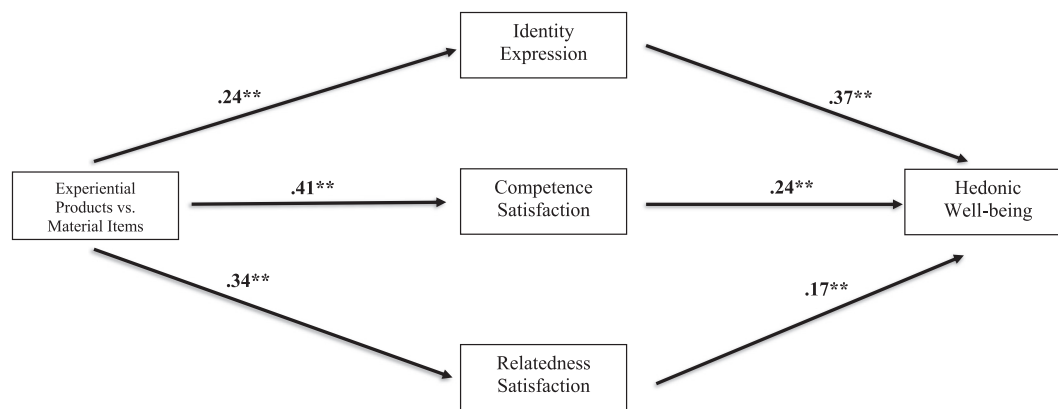 Identity
Expression
.24**
.37**
Experiential
Products vs.
Material Items
.41**
Competence
Satisfaction
.24**
Hedonic
Well-being
.34**
.17**
Relatedness
Satisfaction